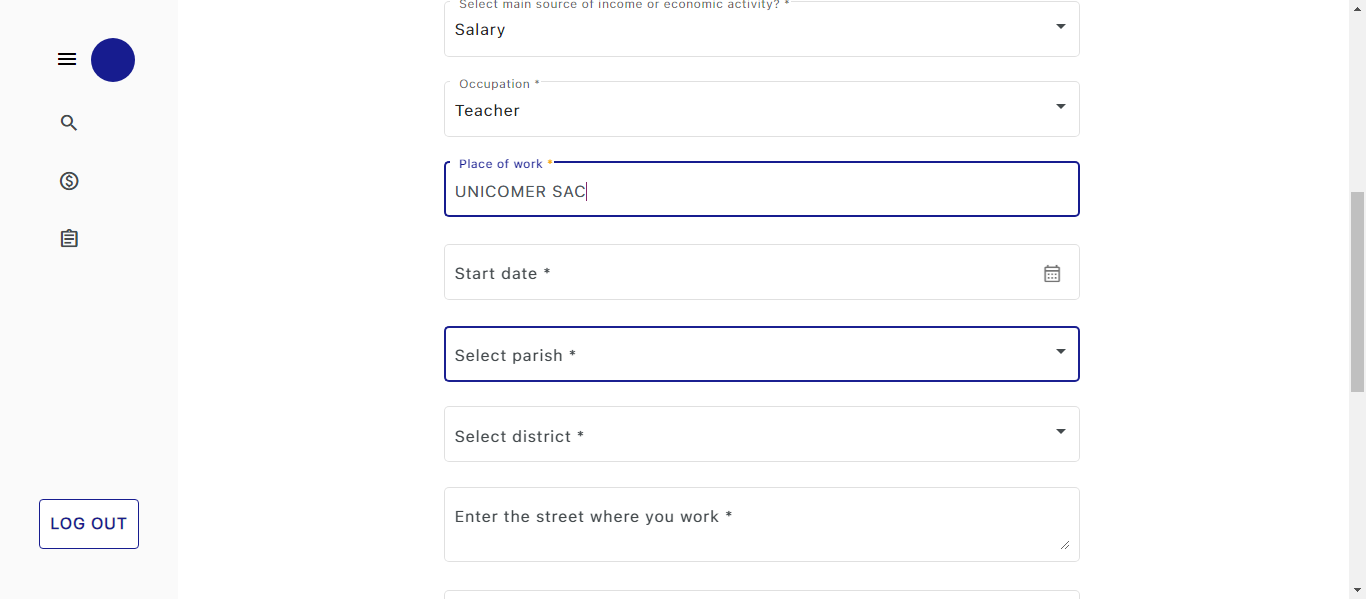 Select main source of income or economic activity? *
Salary
Occupation *
Teacher
Place of work *
UNICOMER SAC
Start date *
Select parish *
Select district *
Enter the street where you work *
LOG OUT